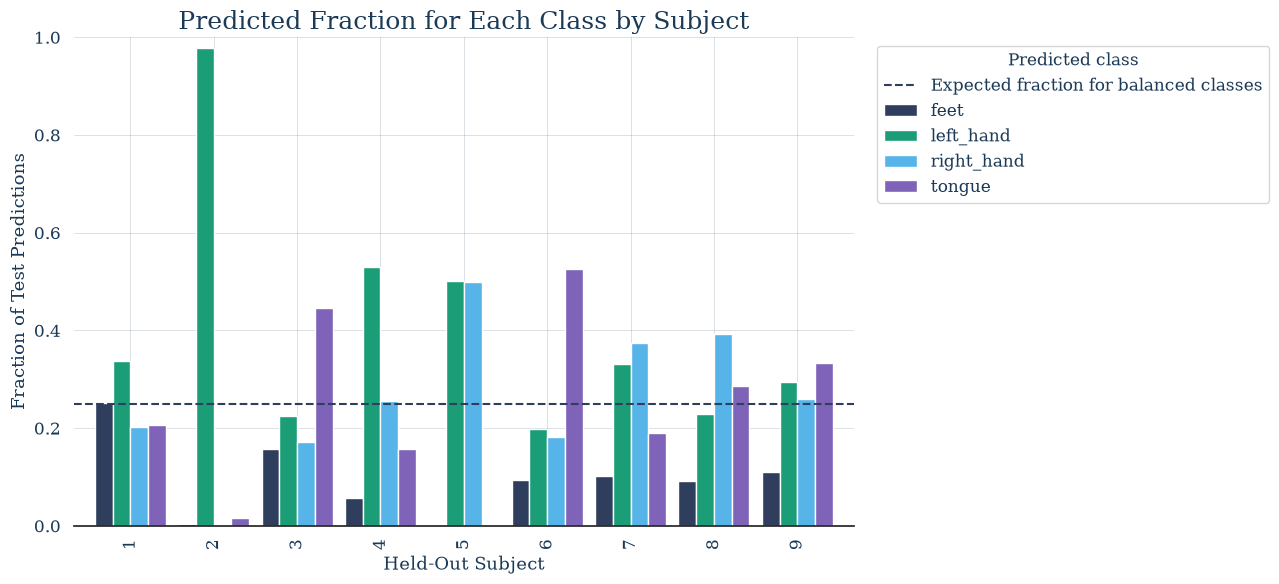 Predicted Fraction for Each Class by Subject
Fraction of Test Predictions
1.0
0.8
0.6
0.4
0.2
0.0
1 2 3 4 5 6 7 8 9
Held-Out Subject
Predicted class
Expected fraction for balanced classes
feet
left_hand
right_hand
tongue